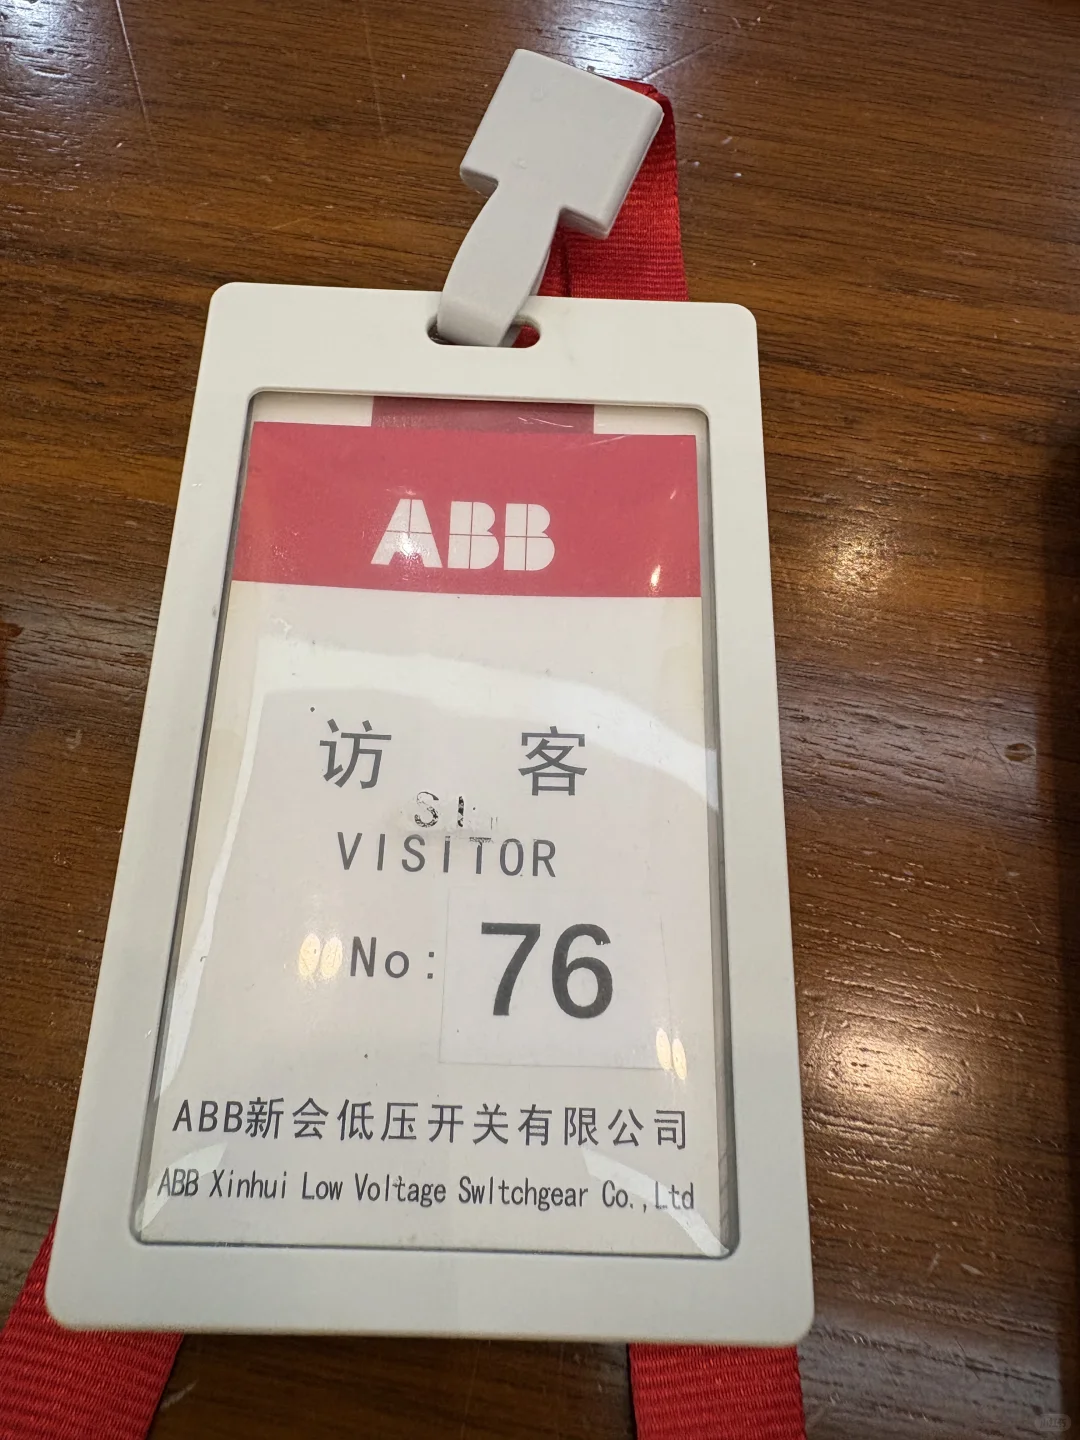 ABB
访 客
SI
VISITOR
No: 76
ABB新会低压开关有限公司
ABB Xinhui Low Voltage Swltchgear Co.,Ltd